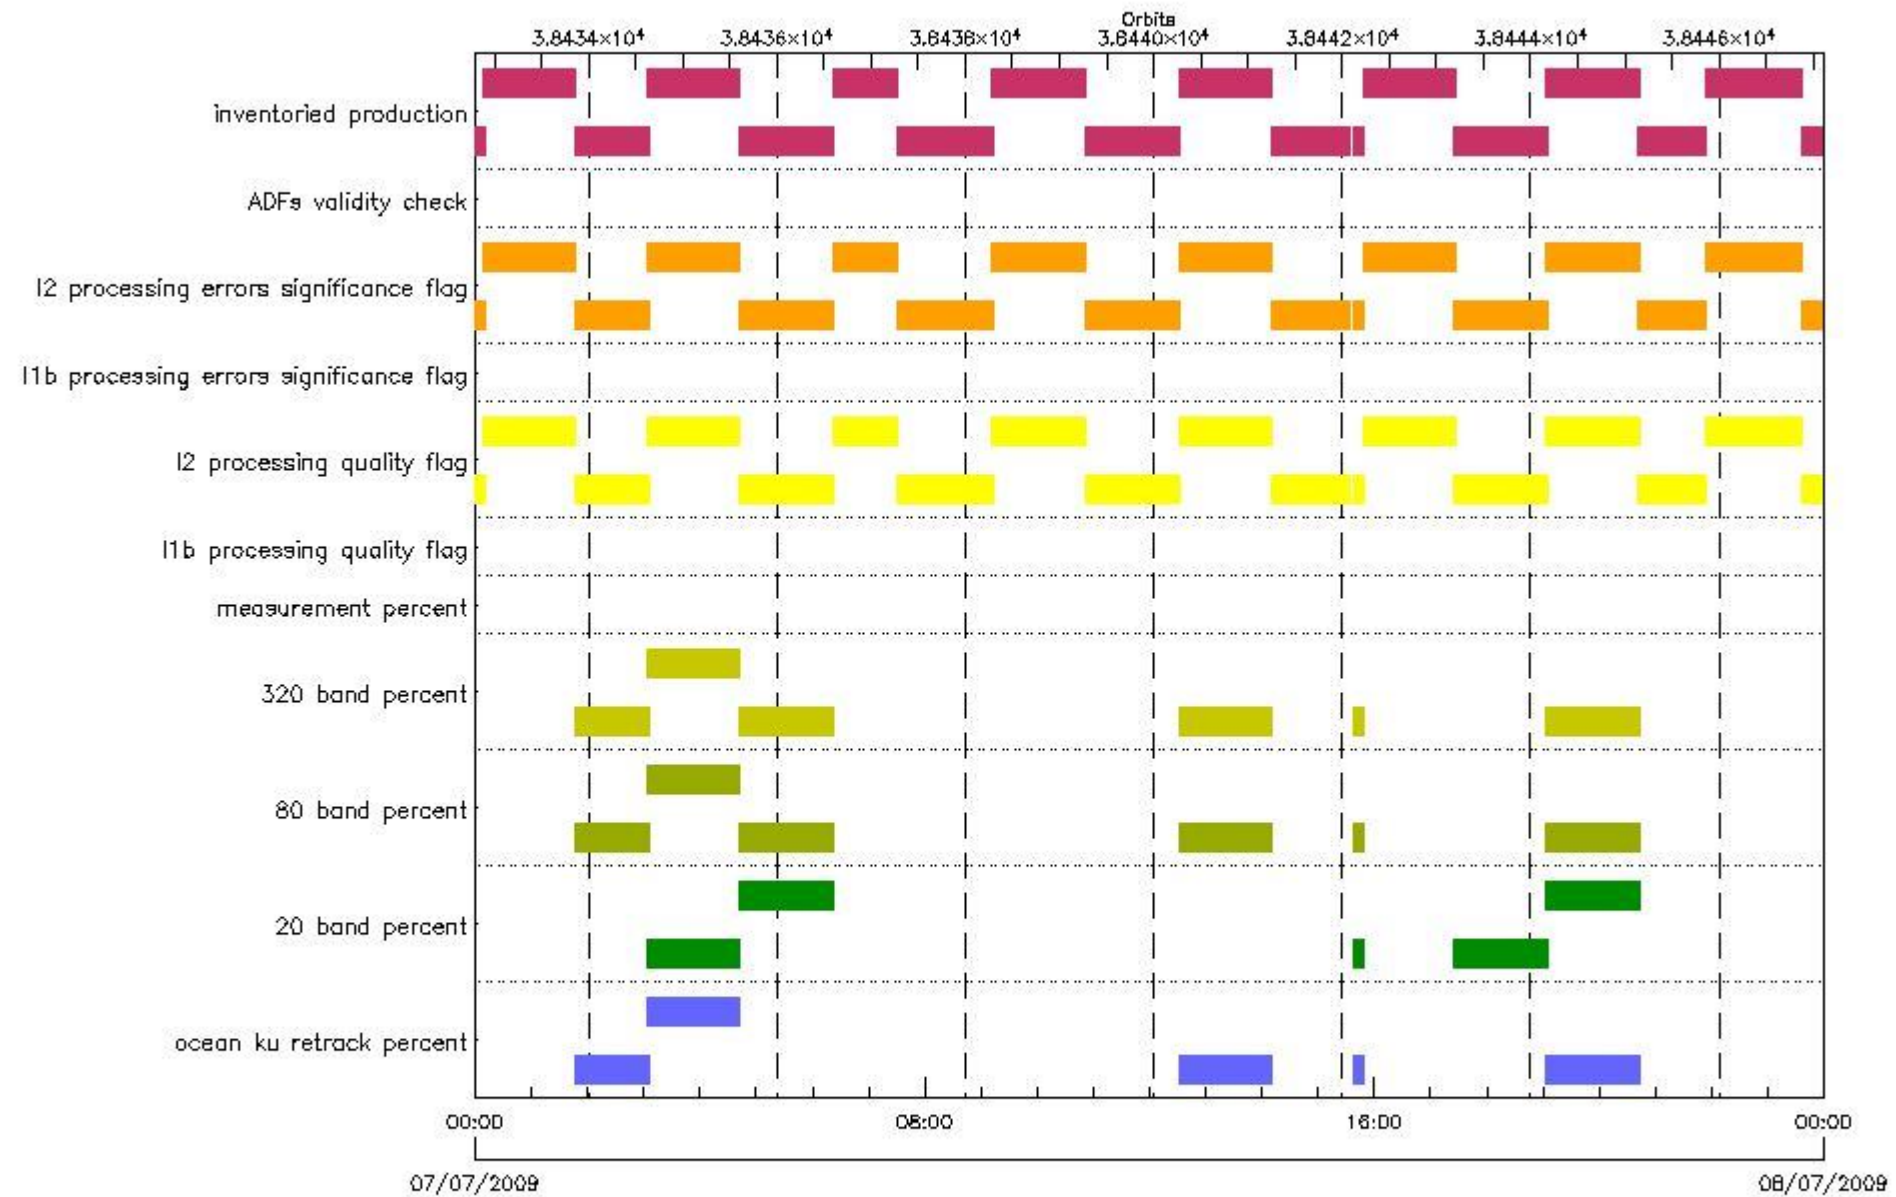 Orbits
3.8434×10⁴ 3.8436×10⁴ 3.8438×10⁴ 3.8440×10⁴ 3.8442×10⁴ 3.8444×10⁴ 3.8446×10⁴
inventoried production
ADFs validity check
l2 processing errors significance flag
l1b processing errors significance flag
l2 processing quality flag
l1b processing quality flag
measurement percent
320 band percent
80 band percent
20 band percent
ocean ku retrack percent
00:00 08:00 16:00 00:00
07/07/2009 08/07/2009